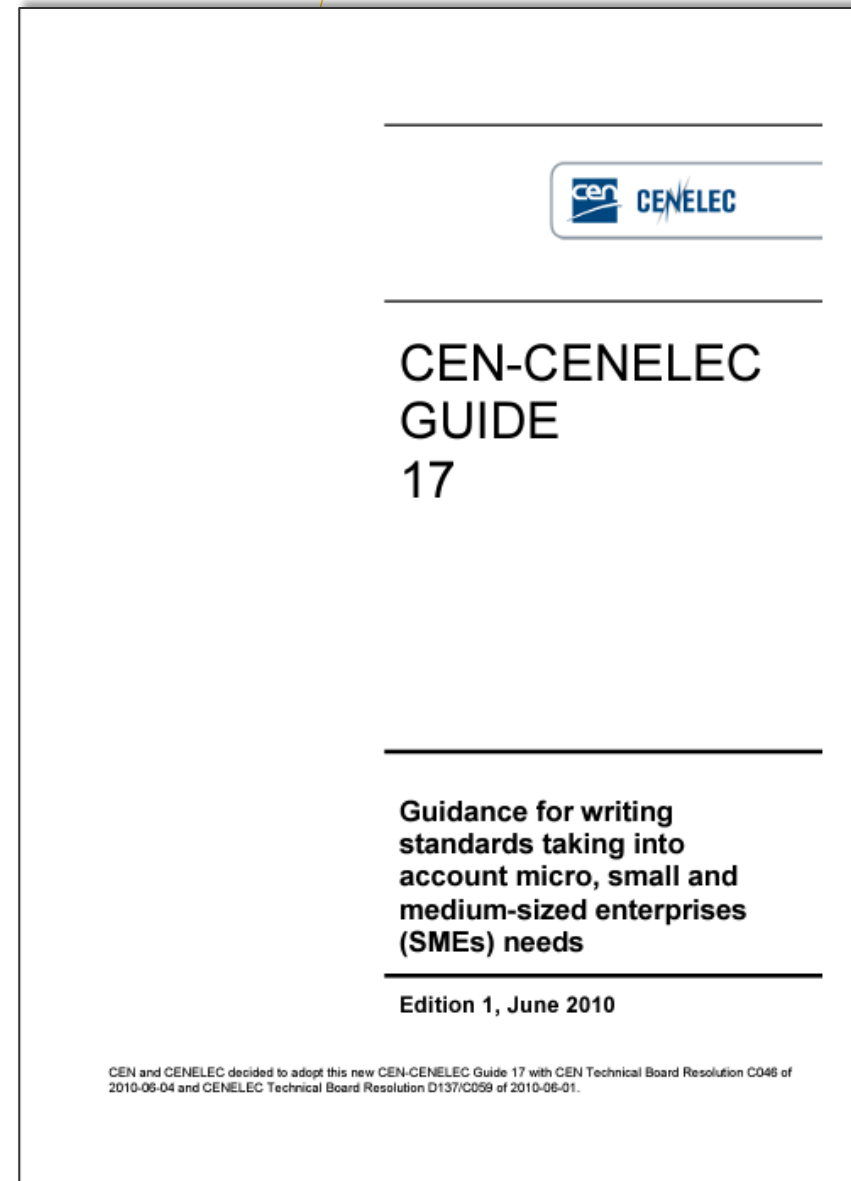 cen CENELEC
CEN-CENELEC
GUIDE
17
Guidance for writing
standards taking into
account micro, small and
medium-sized enterprises
(SMEs) needs
Edition 1, June 2010
CEN and CENELEC decided to adopt this new CEN-CENELEC Guide 17 with CEN Technical Board Resolution C046 of
2010-06-04 and CENELEC Technical Board Resolution D137/C059 of 2010-06-01.